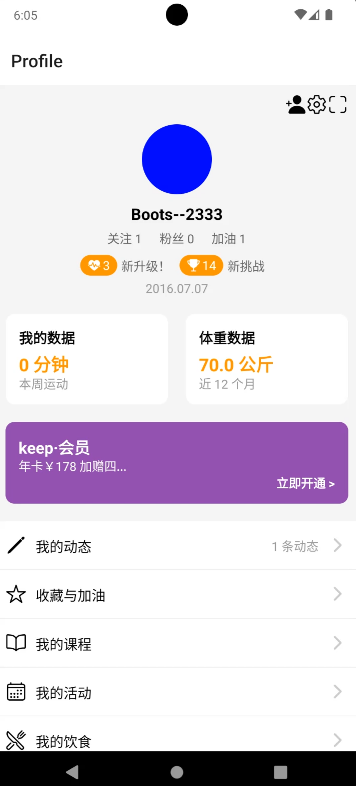 6:05
Profile
Boots--2333
关注 1 粉丝 0 加油 1
3 新升级! 14 新挑战
2016.07.07
我的数据
0 分钟
本周运动
体重数据
70.0 公斤
近 12 个月
keep·会员
年卡￥178 加赠四...
立即开通 >
我的动态 1 条动态
收藏与加油
我的课程
我的活动
我的饮食